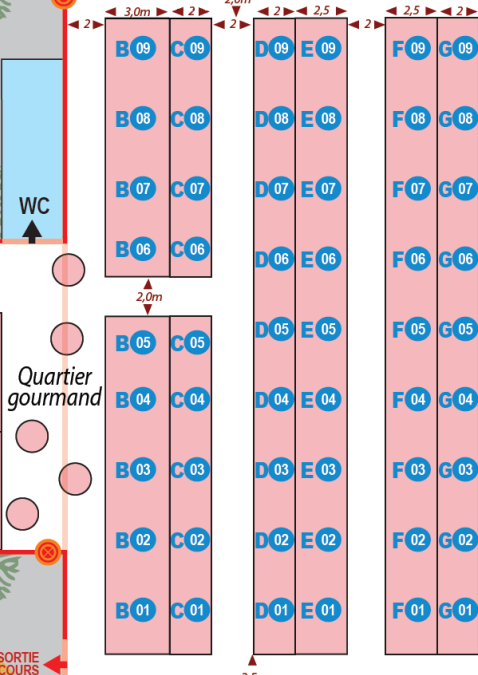 3,0m 2 2 2,5 2,5 2
2 2,0m 2 2
B09 C09 D09 E09 F09 G09
B08 C08 D08 E08 F08 G08
B07 C07 D07 E07 F07 G07
WC
B06 C06 D06 E06 F06 G06
2,0m
B05 C05 D05 E05 F05 G05
Quartier
gourmand
B04 C04 D04 E04 F04 G04
B03 C03 D03 E03 F03 G03
B02 C02 D02 E02 F02 G02
B01 C01 D01 E01 F01 G01
SORTIE
COURS